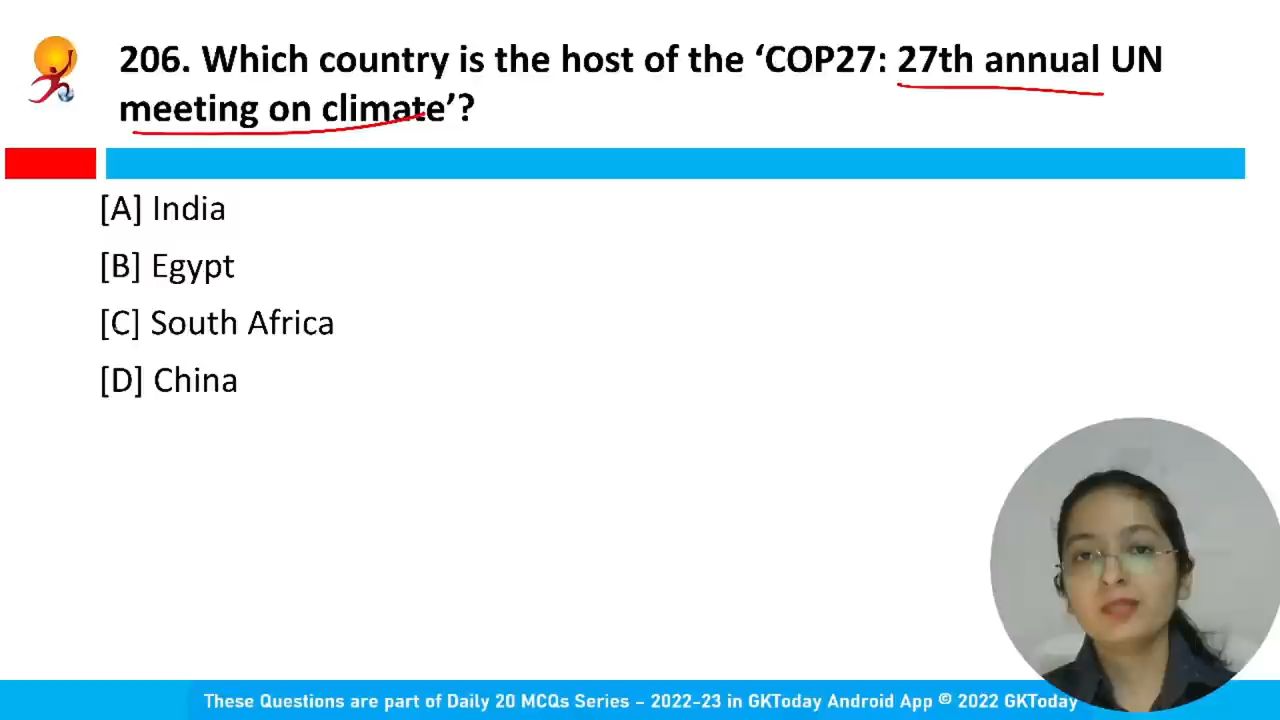 206. Which country is the host of the ‘COP27: 27th annual UN
meeting on climate’?
[A] India
[B] Egypt
[C] South Africa
[D] China
These Questions are part of Daily 20 MCQs Series – 2022-23 in GKToday Android App © 2022 GKToday